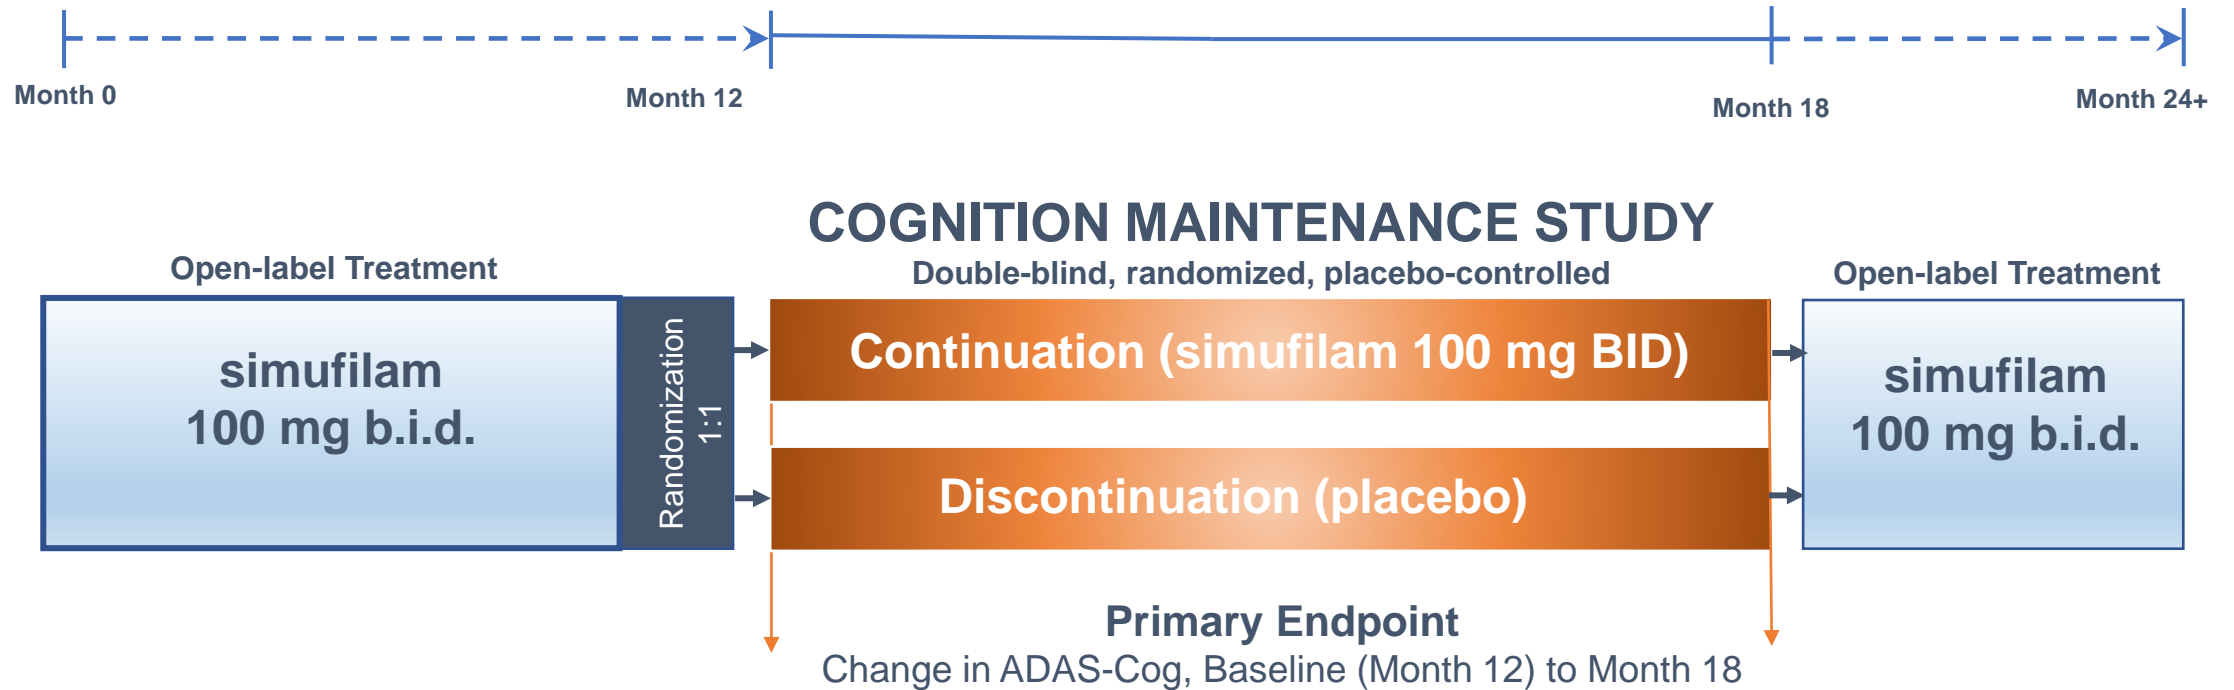 Month 0
Month 12
Month 18
Month 24+
COGNITION MAINTENANCE STUDY
Double-blind, randomized, placebo-controlled
Open-label Treatment
simufilam
100 mg b.i.d.
Randomization
1:1
Continuation (simufilam 100 mg BID)
Discontinuation (placebo)
Open-label Treatment
simufilam
100 mg b.i.d.
Primary Endpoint
Change in ADAS-Cog, Baseline (Month 12) to Month 18